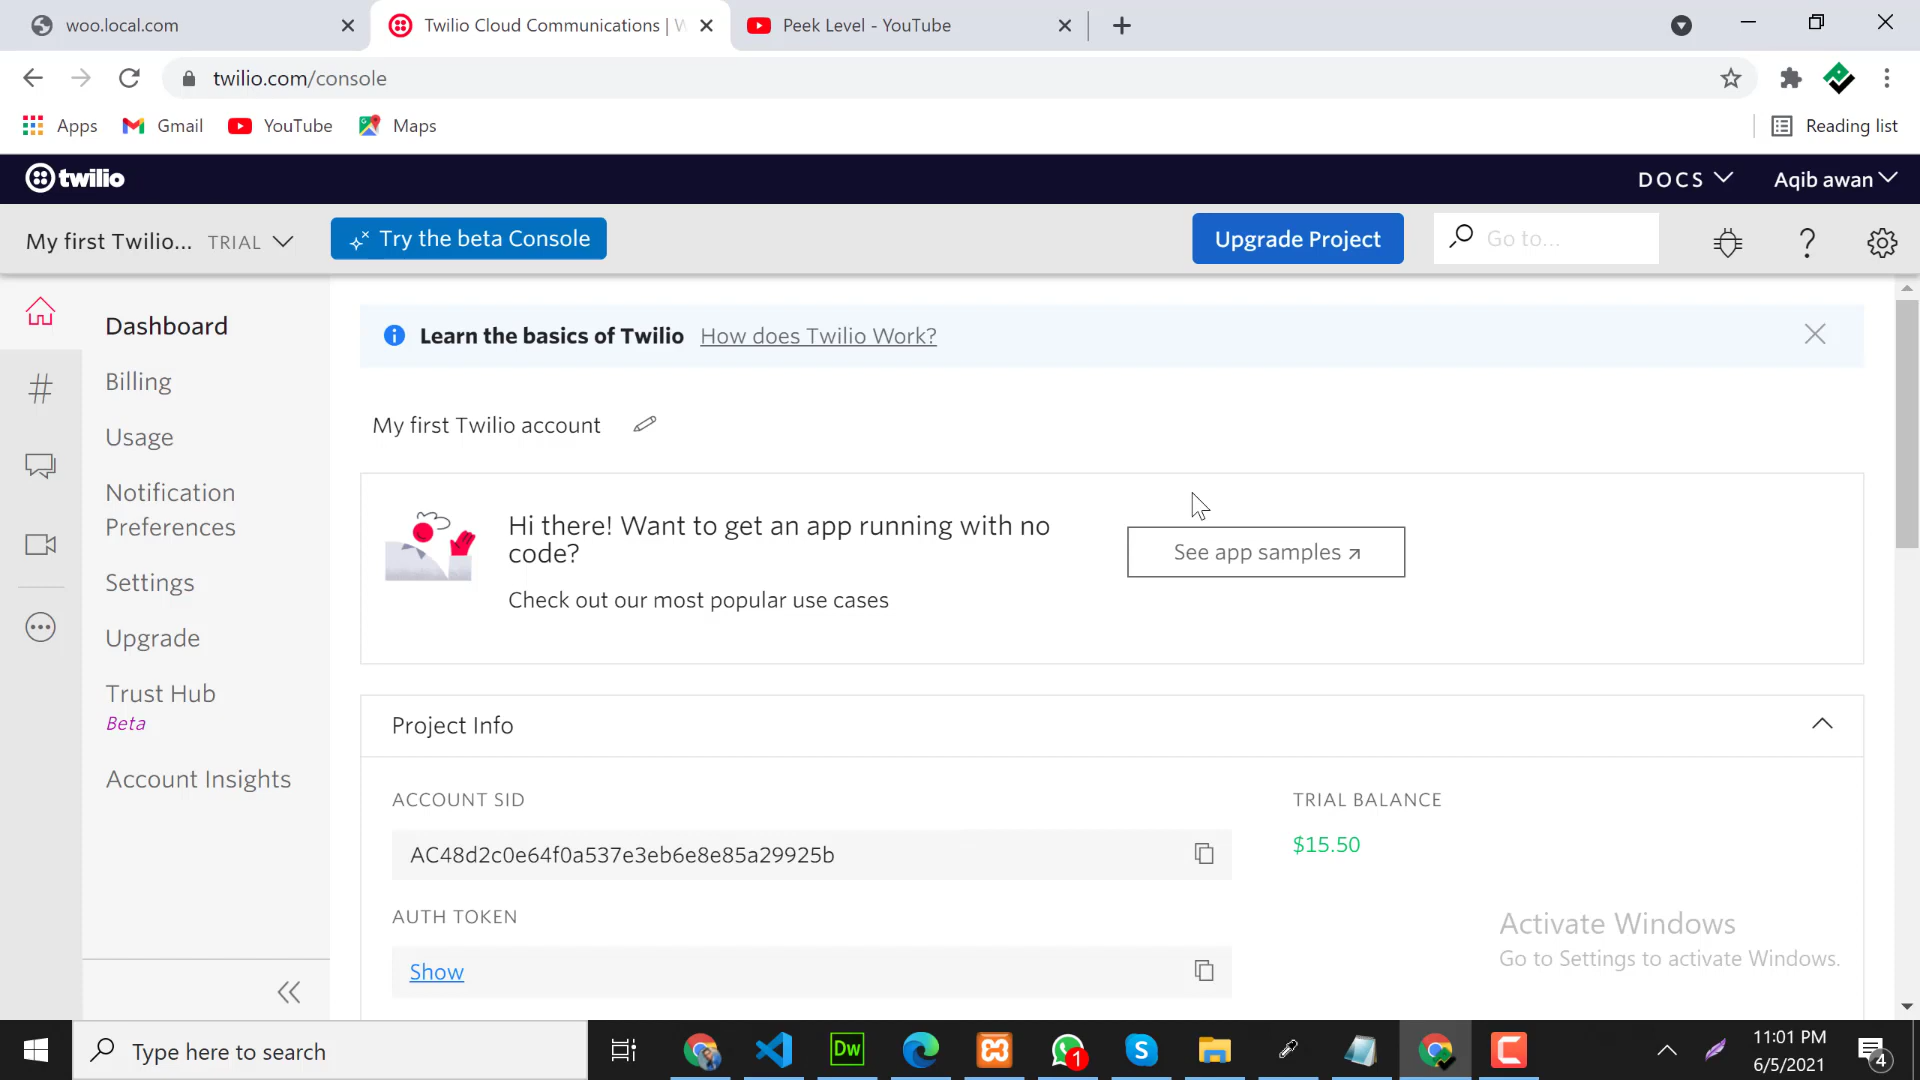 woo.local.com
Twilio Cloud Communications | W
Peek Level - YouTube
twilio.com/console
Apps
Gmail
YouTube
Maps
Reading list
twilio
DOCS
Aqib awan
My first Twilio... TRIAL
Try the beta Console
Upgrade Project
Go to...
Dashboard
Billing
Usage
Notification
Preferences
Settings
Upgrade
Trust Hub
Beta
Account Insights
Learn the basics of Twilio How does Twilio Work?
My first Twilio account
Hi there! Want to get an app running with no
code?
Check out our most popular use cases
See app samples
Project Info
ACCOUNT SID
AC48d2c0e64f0a537e3eb6e8e85a29925b
TRIAL BALANCE
$15.50
AUTH TOKEN
Show
Activate Windows
Go to Settings to activate Windows.
Type here to search
Dw
1
S
11:01 PM
6/5/2021
4